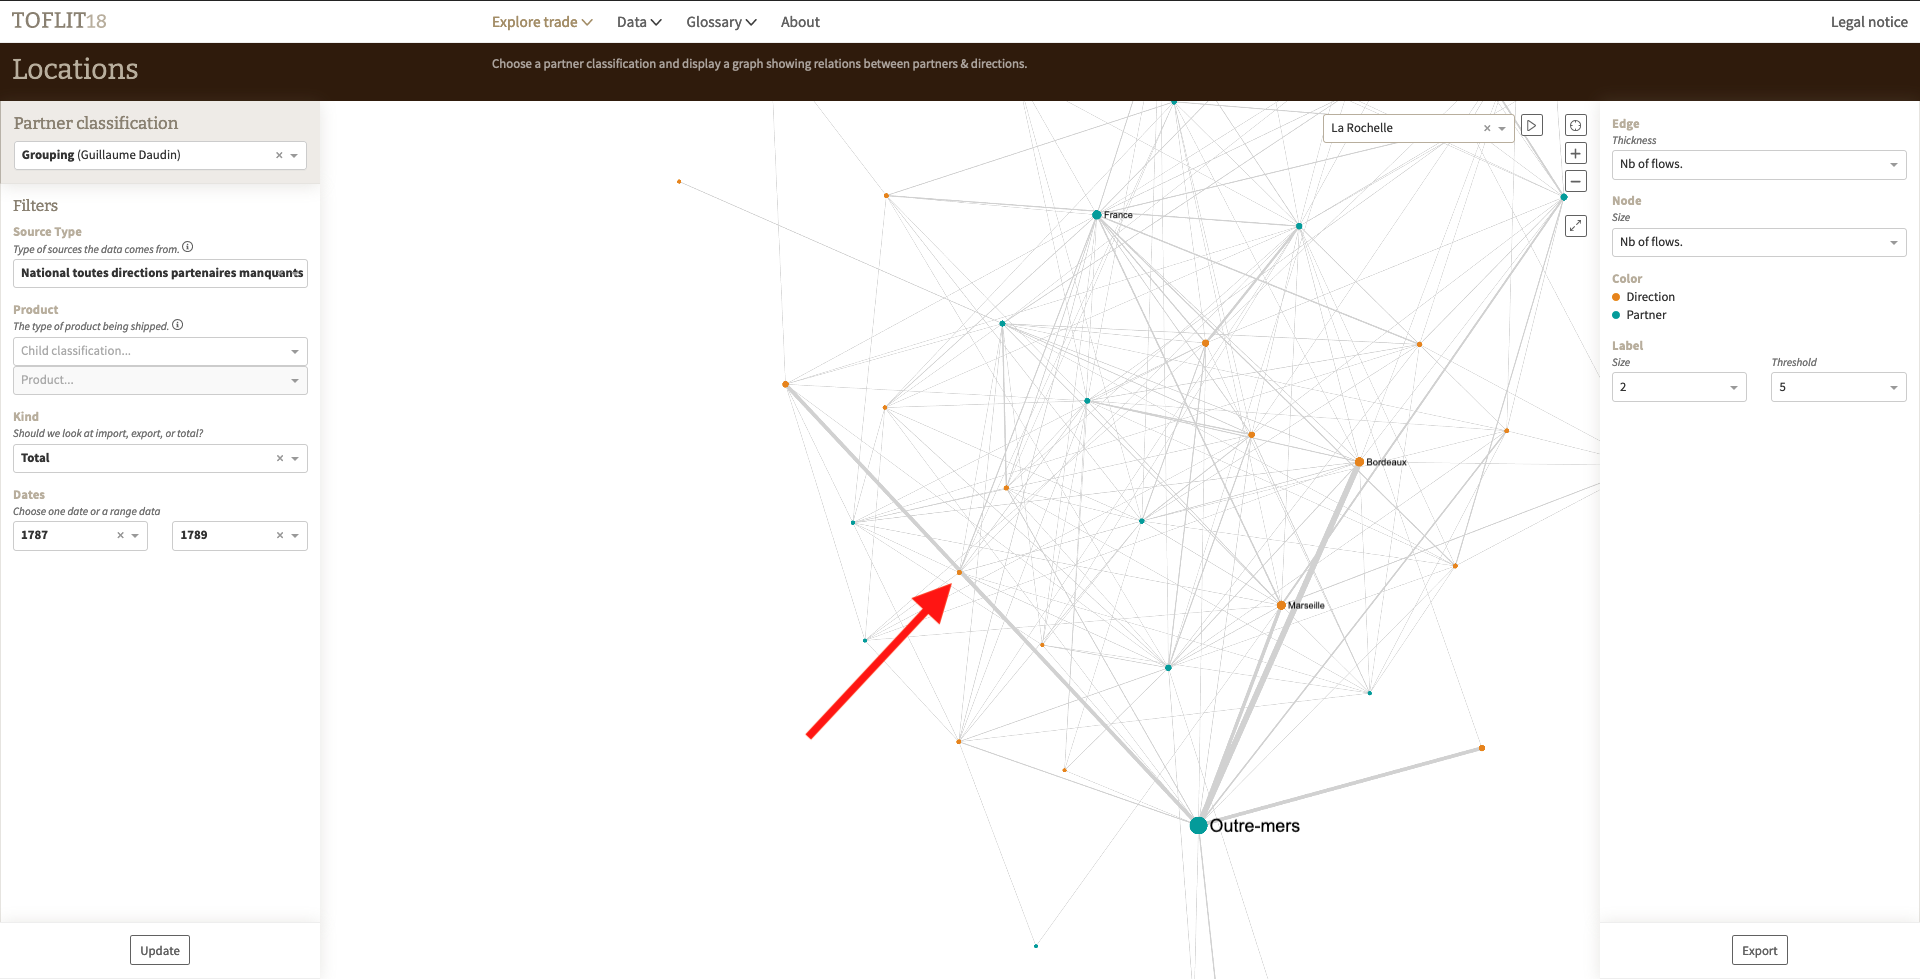 TOFLIT18
Explore trade
Data
Glossary
About
Legal notice
Locations
Choose a partner classification and display a graph showing relations between partners & directions.
Partner classification
Grouping (Guillaume Daudin)
Filters
Source Type
Type of sources the data comes from.
National toutes directions partenaires manquants
Product
The type of product being shipped.
Child classification...
Product...
Kind
Should we look at import, export, or total?
Total
Dates
Choose one date or a range data
1787
1789
Update
La Rochelle
France
Bordeaux
Marseille
Outre-mers
Edge
Thickness
Nb of flows.
Node
Size
Nb of flows.
Color
Direction
Partner
Label
Size
Threshold
2
5
Export